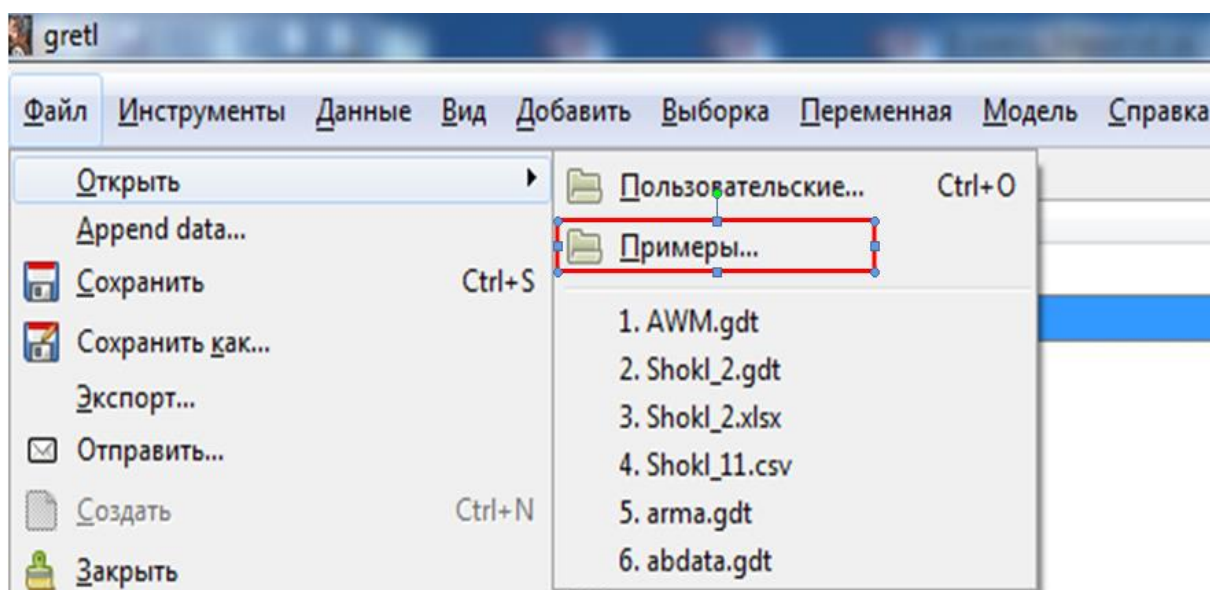 gretl
Файл Инструменты Данные Вид Добавить Выборка Переменная Модель Справка
Открыть
Append data...
Сохранить Ctrl+S
Сохранить как...
Экспорт...
Отправить...
Создать Ctrl+N
Закрыть
Пользовательские... Ctrl+O
Примеры...
1. AWM.gdt
2. Shokl_2.gdt
3. Shokl_2.xlsx
4. Shokl_11.csv
5. arma.gdt
6. abdata.gdt